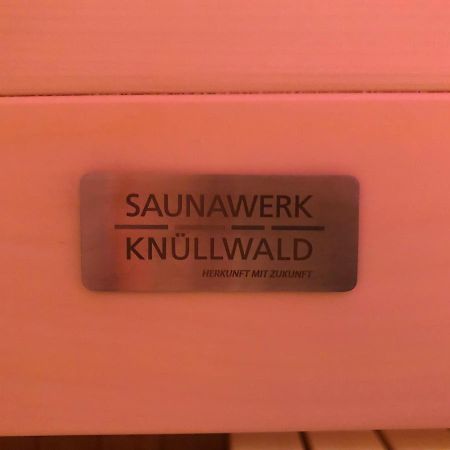 SAUNAWERK
KNÜLLWALD
HERKUNFT MIT ZUKUNFT